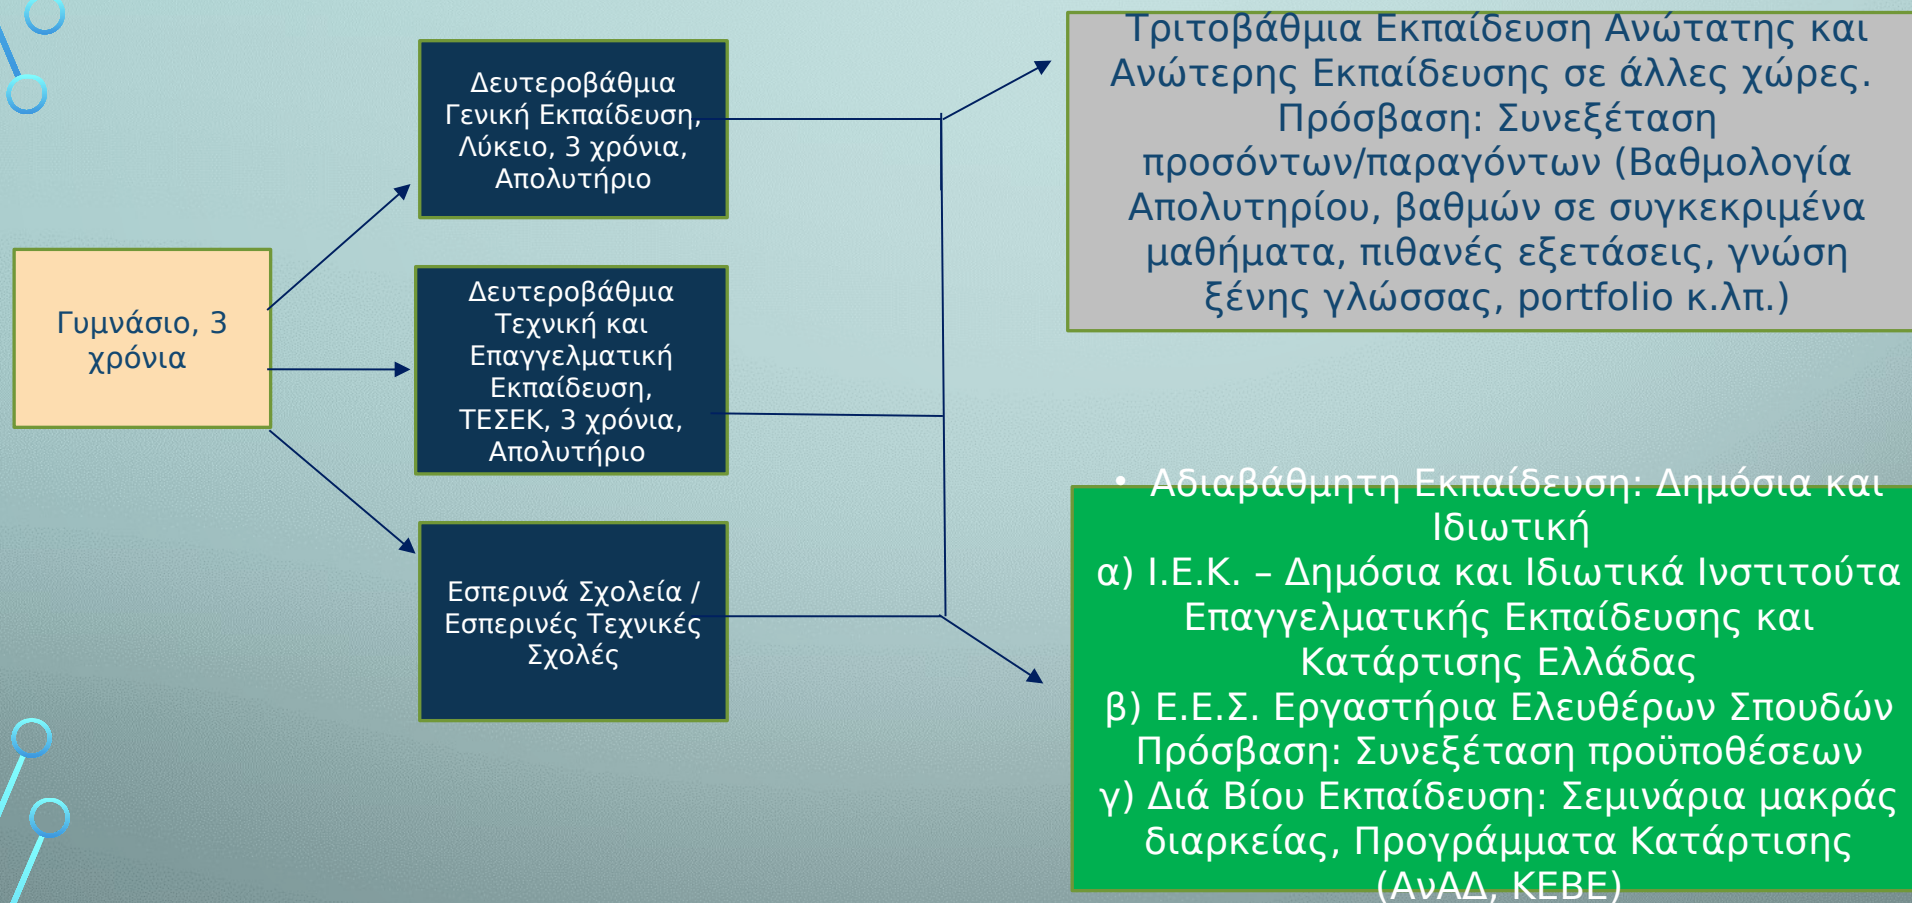 Γυμνάσιο, 3
χρόνια
Δευτεροβάθμια
Γενική Εκπαίδευση,
Λύκειο, 3 χρόνια,
Απολυτήριο
Δευτεροβάθμια
Τεχνική και
Επαγγελματική
Εκπαίδευση,
ΤΕΣΕΚ, 3 χρόνια,
Απολυτήριο
Εσπερινά Σχολεία /
Εσπερινές Τεχνικές
Σχολές
Τριτοβάθμια Εκπαίδευση Ανώτατης και
Ανώτερης Εκπαίδευσης σε άλλες χώρες.
Πρόσβαση: Συνεξέταση
προσόντων/παραγόντων (Βαθμολογία
Απολυτηρίου, βαθμών σε συγκεκριμένα
μαθήματα, πιθανές εξετάσεις, γνώση
ξένης γλώσσας, portfolio κ.λπ.)
• Αδιαβάθμητη Εκπαίδευση: Δημόσια και
Ιδιωτική
α) Ι.Ε.Κ. – Δημόσια και Ιδιωτικά Ινστιτούτα
Επαγγελματικής Εκπαίδευσης και
Κατάρτισης Ελλάδας
β) Ε.Ε.Σ. Εργαστήρια Ελευθέρων Σπουδών
Πρόσβαση: Συνεξέταση προϋποθέσεων
γ) Διά Βίου Εκπαίδευση: Σεμινάρια μακράς
διαρκείας, Προγράμματα Κατάρτισης
(ΑνΑΔ, ΚΕΒΕ)